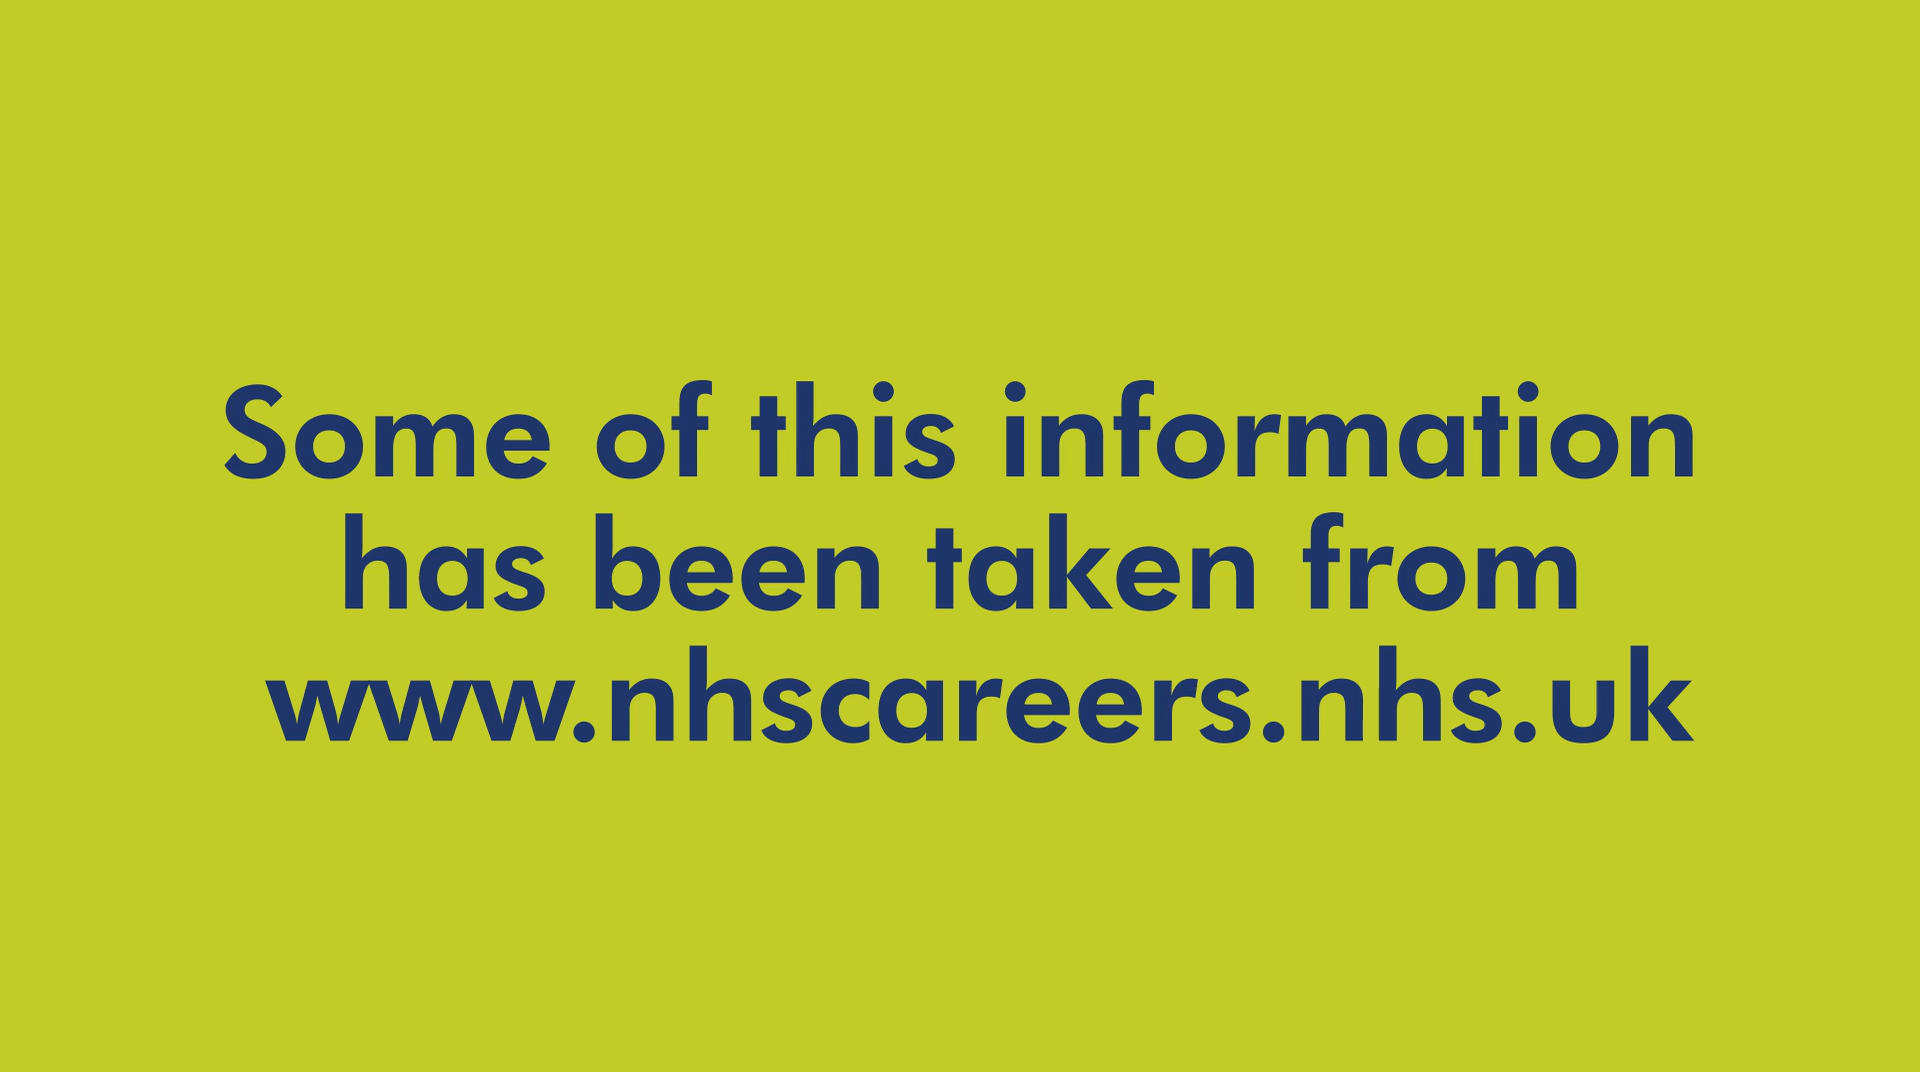 Some of this information
has been taken from
www.nhscareers.nhs.uk